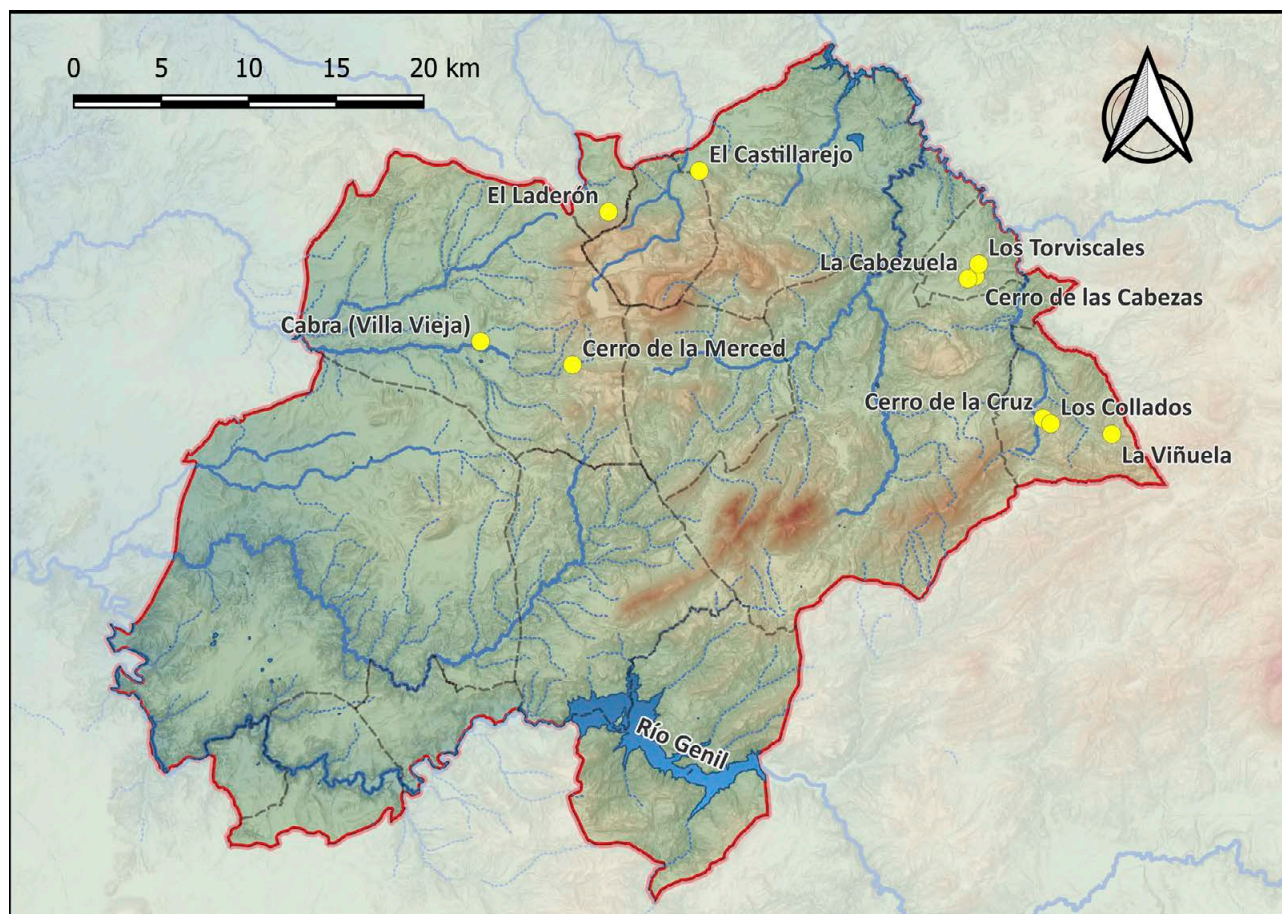 0 5 10 15 20 km
El Castillarejo
El Laderón
Los Torviscales
La Cabezuela
Cerro de las Cabezas
Cabra (Villa Vieja)
Cerro de la Merced
Cerro de la Cruz
Los Collados
La Viñuela
Río Genil